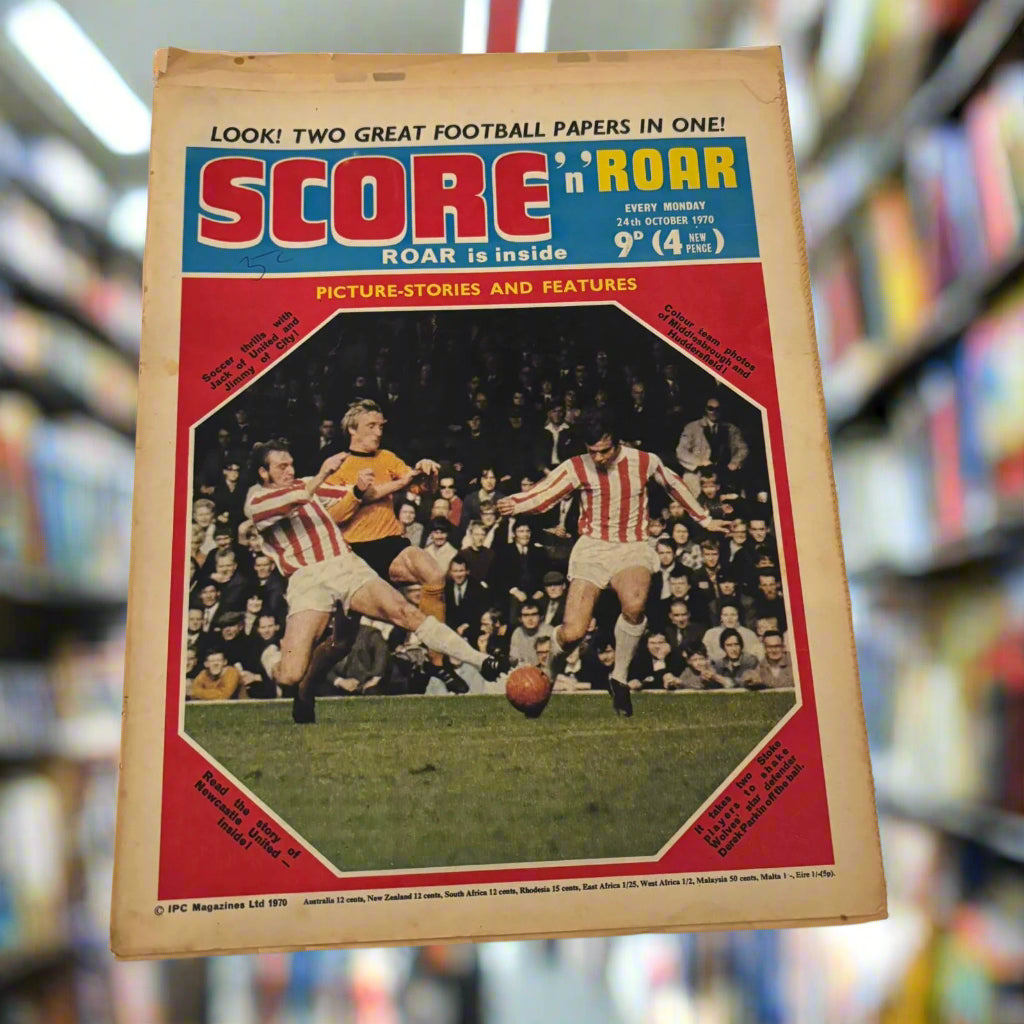 LOOK! TWO GREAT FOOTBALL PAPERS IN ONE!
SCORE 'n' ROAR
EVERY MONDAY
24th OCTOBER 1970
9D (4 NEW PENCE)
ROAR is inside
PICTURE-STORIES AND FEATURES
Soccer thrills with
Jack of United and
Jimmy of City!
Colour team photos
of Middlesbrough and
Huddersfield!
Read the story of
Newcastle United —
inside!
It takes two Stoke
players to shake
Wolves' star defender
Derek Parkin off the ball.
© IPC Magazines Ltd 1970
Australia 12 cents, New Zealand 12 cents, South Africa 12 cents, Rhodesia 15 cents, East Africa 1/25, West Africa 1/2, Malaysia 50 cents, Malta 1/-, Eire 1/-(5p).